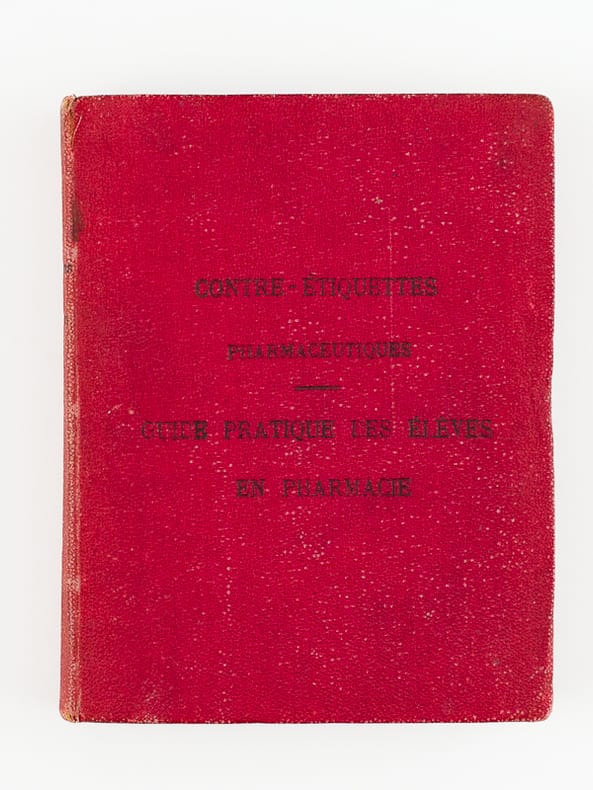 CONTRE-ÉTIQUETTES
PHARMACEUTIQUES
GUIDE PRATIQUE DES ÉLÈVES
EN PHARMACIE